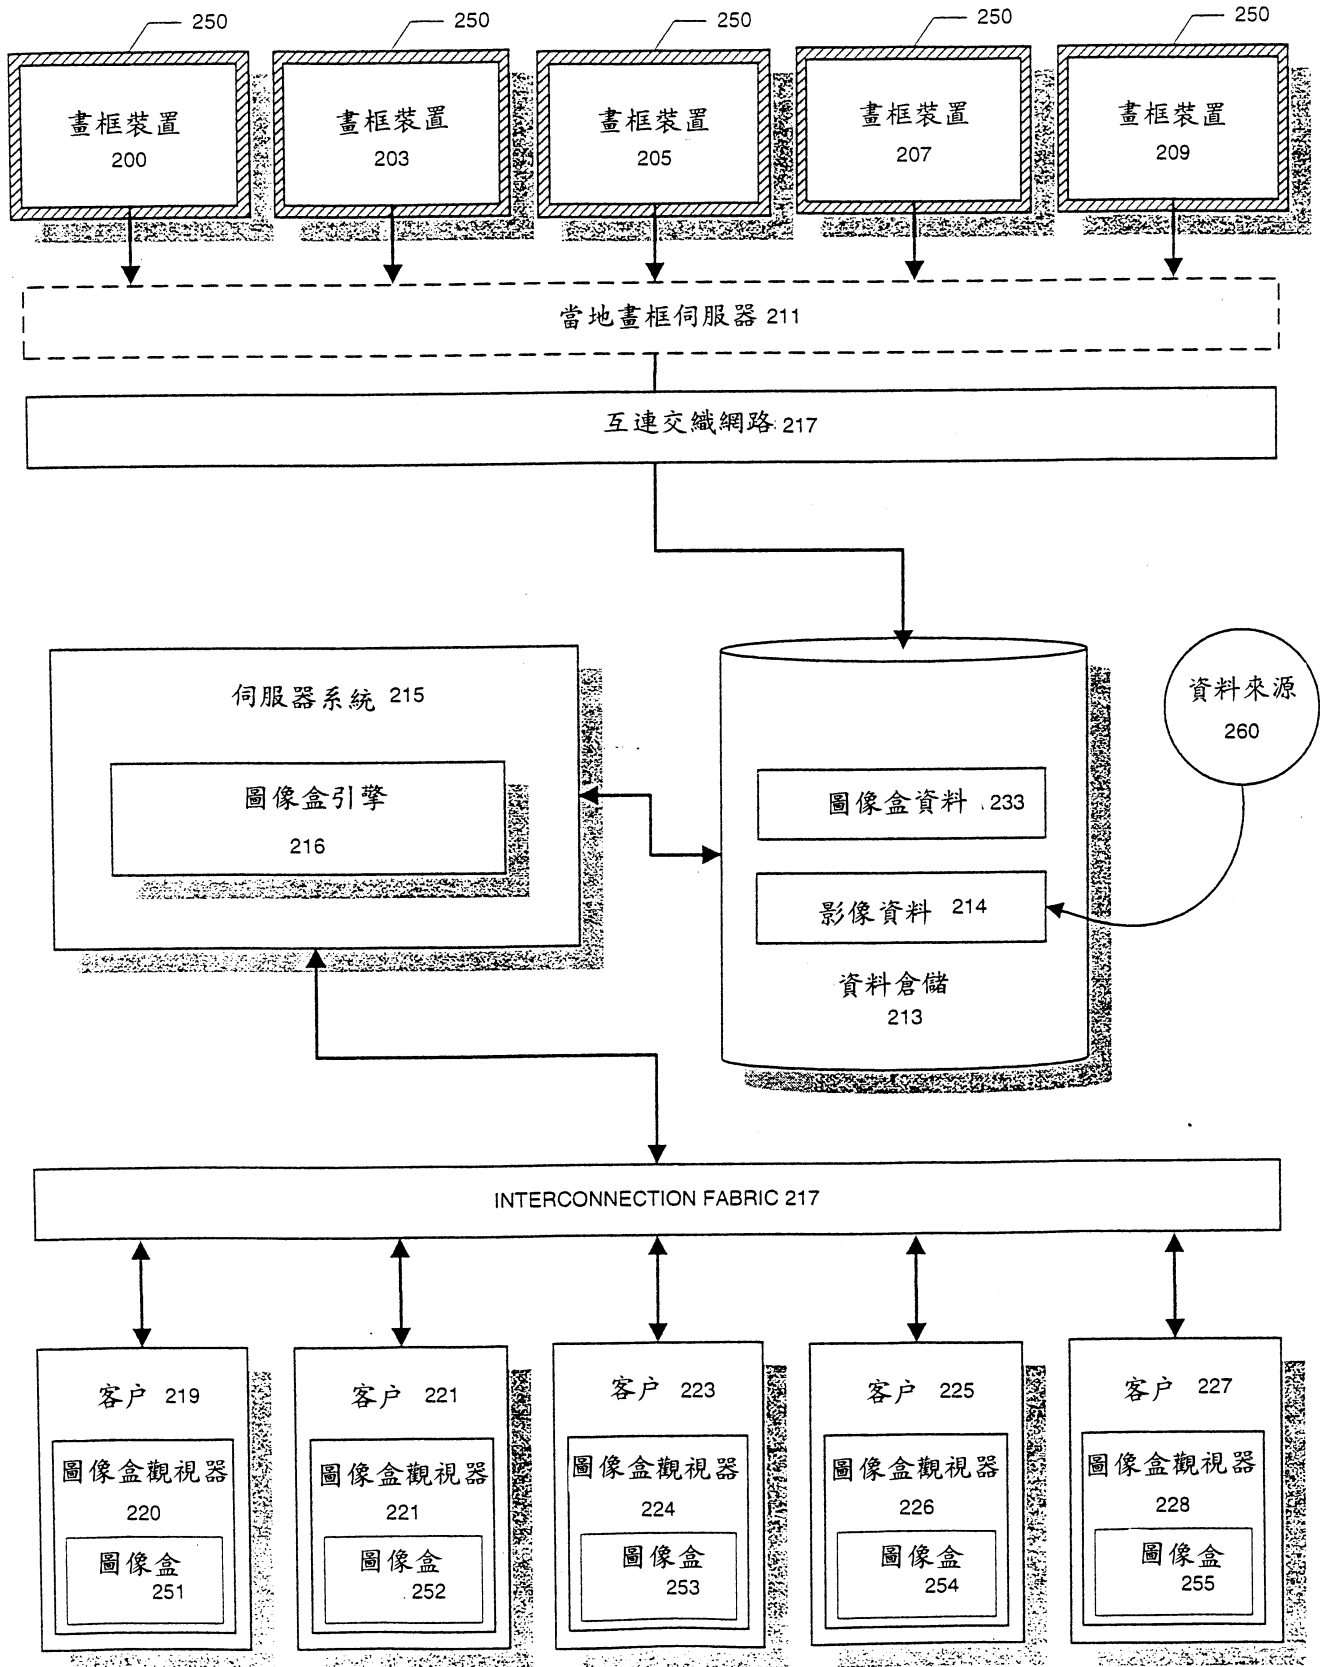 250 250 250 250 250
畫框裝置 畫框裝置 畫框裝置 畫框裝置 畫框裝置
200 203 205 207 209
當地畫框伺服器 211
互連交織網路 217
伺服器系統 215
圖像盒引擎
216
圖像盒資料 233
影像資料 214
資料倉儲
213
資料來源
260
INTERCONNECTION FABRIC 217
客户 219 客户 221 客户 223 客户 225 客户 227
圖像盒觀視器 圖像盒觀視器 圖像盒觀視器 圖像盒觀視器 圖像盒觀視器
220 221 224 226 228
圖像盒 圖像盒 圖像盒 圖像盒 圖像盒
251 252 253 254 255